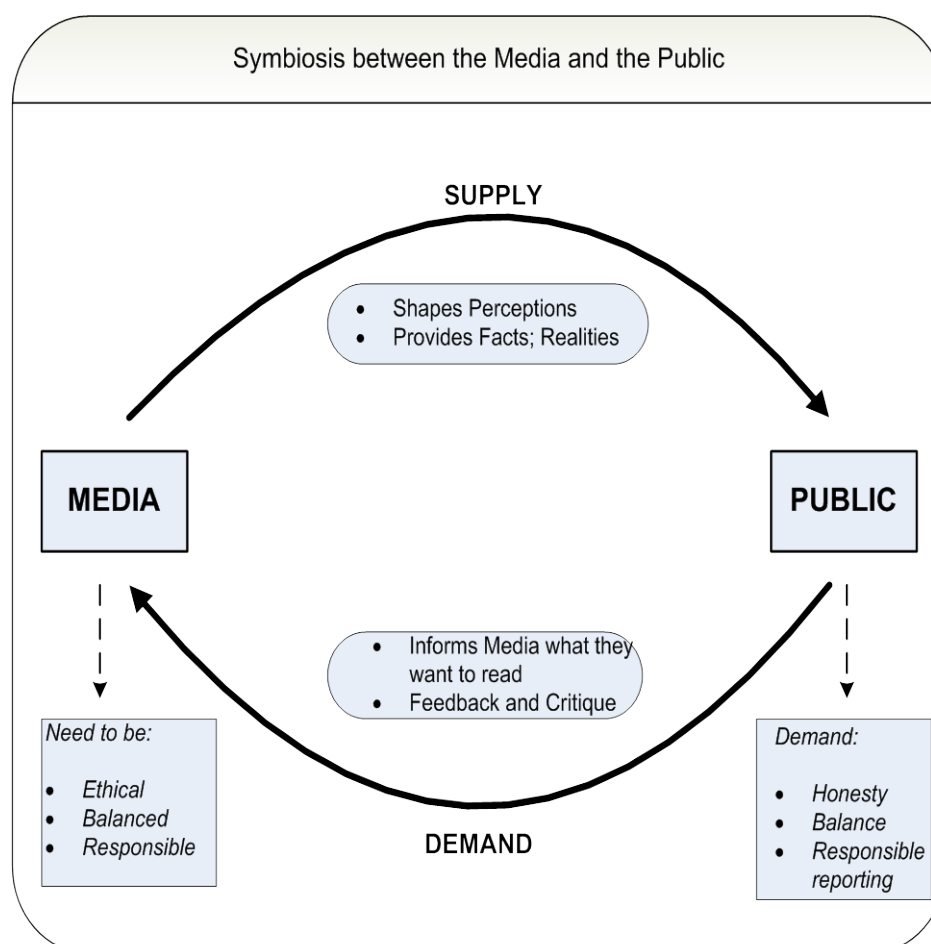 Symbiosis between the Media and the Public
SUPPLY
• Shapes Perceptions
• Provides Facts; Realities
MEDIA
PUBLIC
• Informs Media what they
want to read
• Feedback and Critique
Need to be:
• Ethical
• Balanced
• Responsible
Demand:
• Honesty
• Balance
• Responsible
reporting
DEMAND